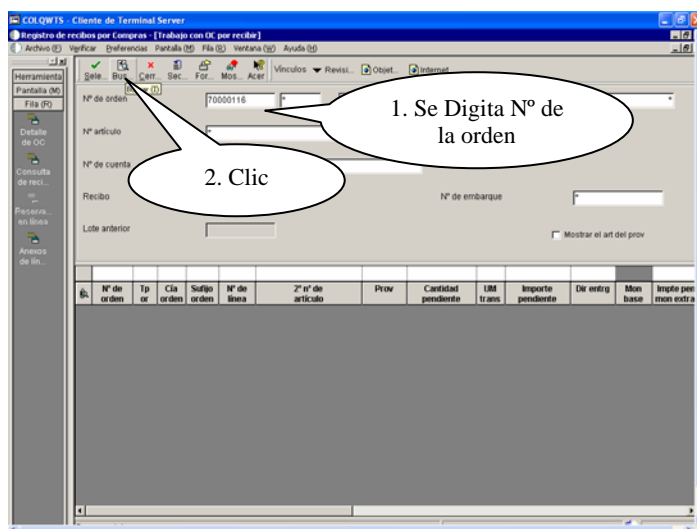 COLQWTS - Cliente de Terminal Server
Registro de recibos por Compras - [Trabajo con OC por recibir]
Archivo (F) Verificar Preferencias Pantalla (M) Fila (R) Ventana (W) Ayuda (H)
Sele... Bus... Cerr... Sec... For... Mos... Acer Vínculos Revisi... Objet... Internet
Herramienta
Pantalla (M)
Fila (R)
Detalle de OC
Consulta de reci...
Reserva... en línea
Anexos de lín...
Nº de orden 70000116 * *
1. Se Digita Nº de
la orden
Nº artículo *
Nº de cuenta
2. Clic
Recibo Nº de embarque *
Lote anterior Mostrar el art del prov
Nº de orden Tp or Cía orden Sufijo orden Nº de línea 2º nº de artículo Prov Cantidad pendiente UM trans Importe pendiente Dir entrg Mon base Impte pen mon extra